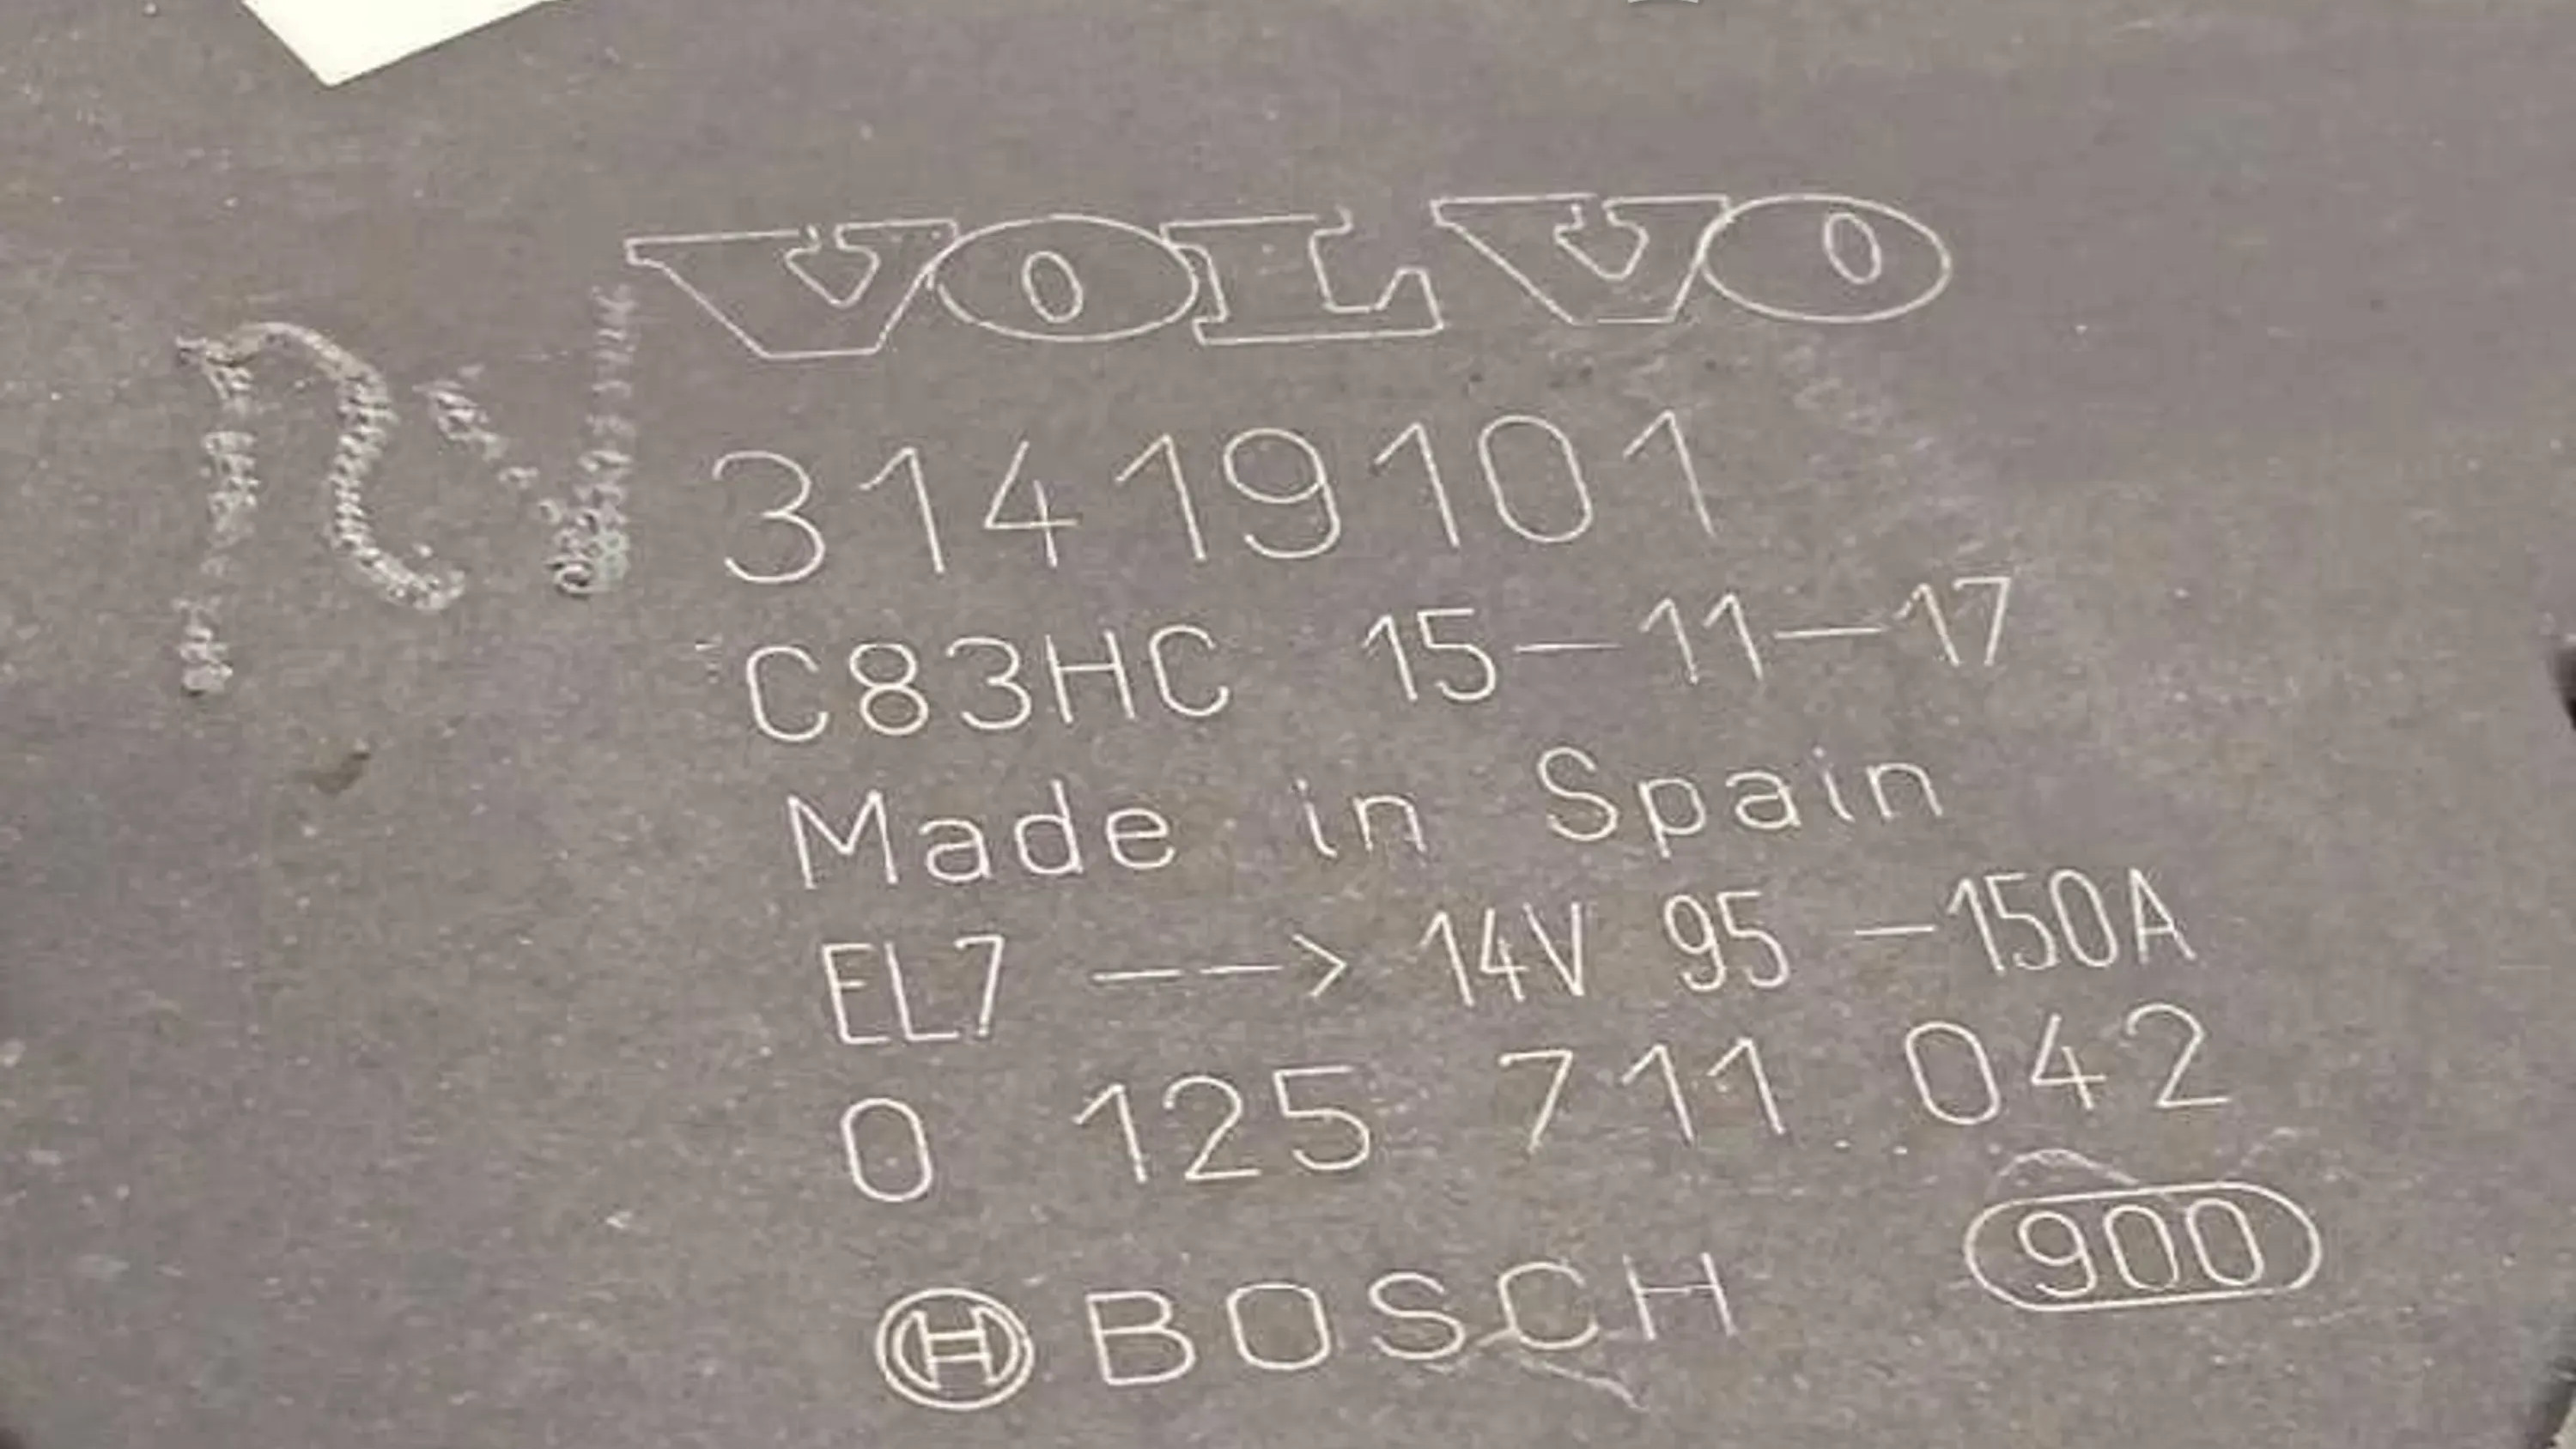 VOLVO
31419101
C83HC 15-11-17
Made in Spain
EL7 --> 14V 95 -150A
0 125 711 042
BOSCH 900